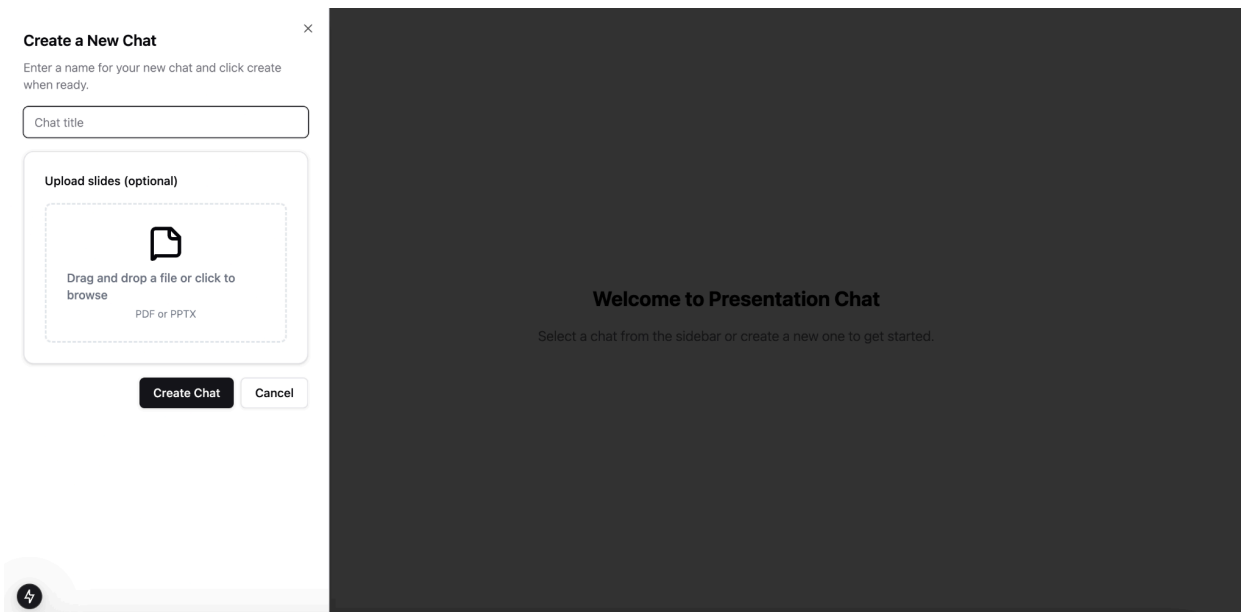 Create a New Chat
Enter a name for your new chat and click create
when ready.
Chat title
Upload slides (optional)
Drag and drop a file or click to
browse
PDF or PPTX
Create Chat
Cancel
Welcome to Presentation Chat
Select a chat from the sidebar or create a new one to get started.